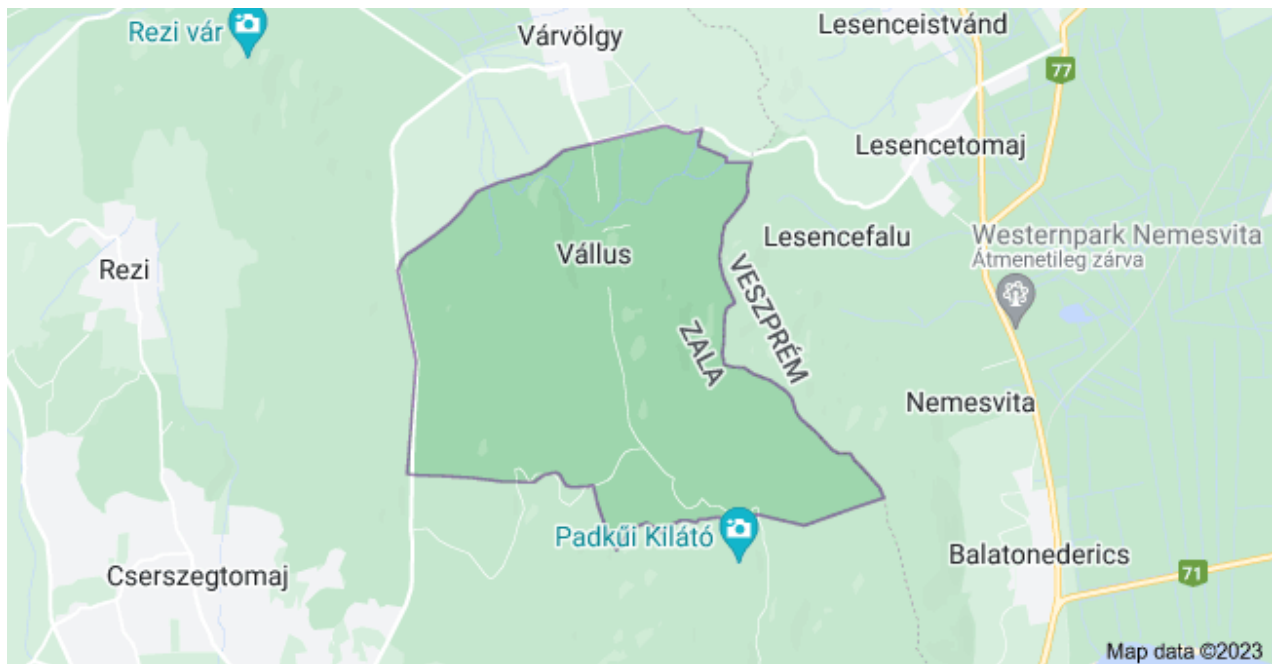 Rezi vár
Várvölgy
Lesenceistvánd
77
Lesencetomaj
Lesencefalu
Westernpark Nemesvita
Átmenetileg zárva
Vállus
Rezi
VESZPRÉM
ZALA
Nemesvita
Padkűi Kilátó
Balatonederics
Cserszegtomaj
71
Map data ©2023